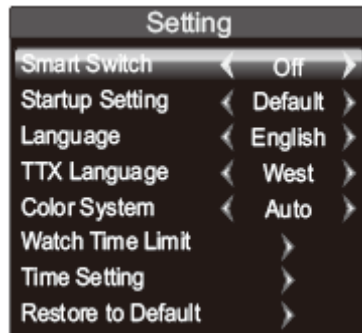 Setting
Smart Switch Off
Startup Setting Default
Language English
TTX Language West
Color System Auto
Watch Time Limit
Time Setting
Restore to Default